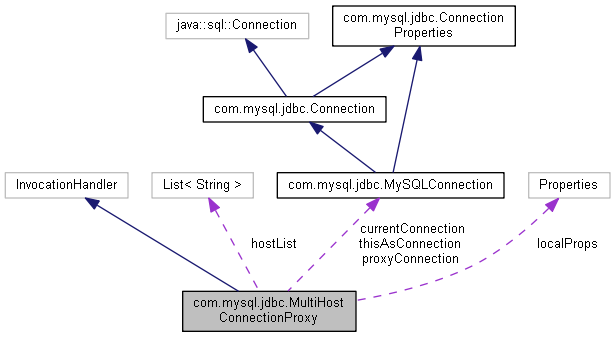 com.mysql.jdbc.Connection
Properties
java::sql::Connection
com.mysql.jdbc.Connection
InvocationHandler
List< String >
com.mysql.jdbc.MySQLConnection
Properties
hostList
currentConnection
thisAsConnection
proxyConnection
localProps
com.mysql.jdbc.MultiHost
ConnectionProxy